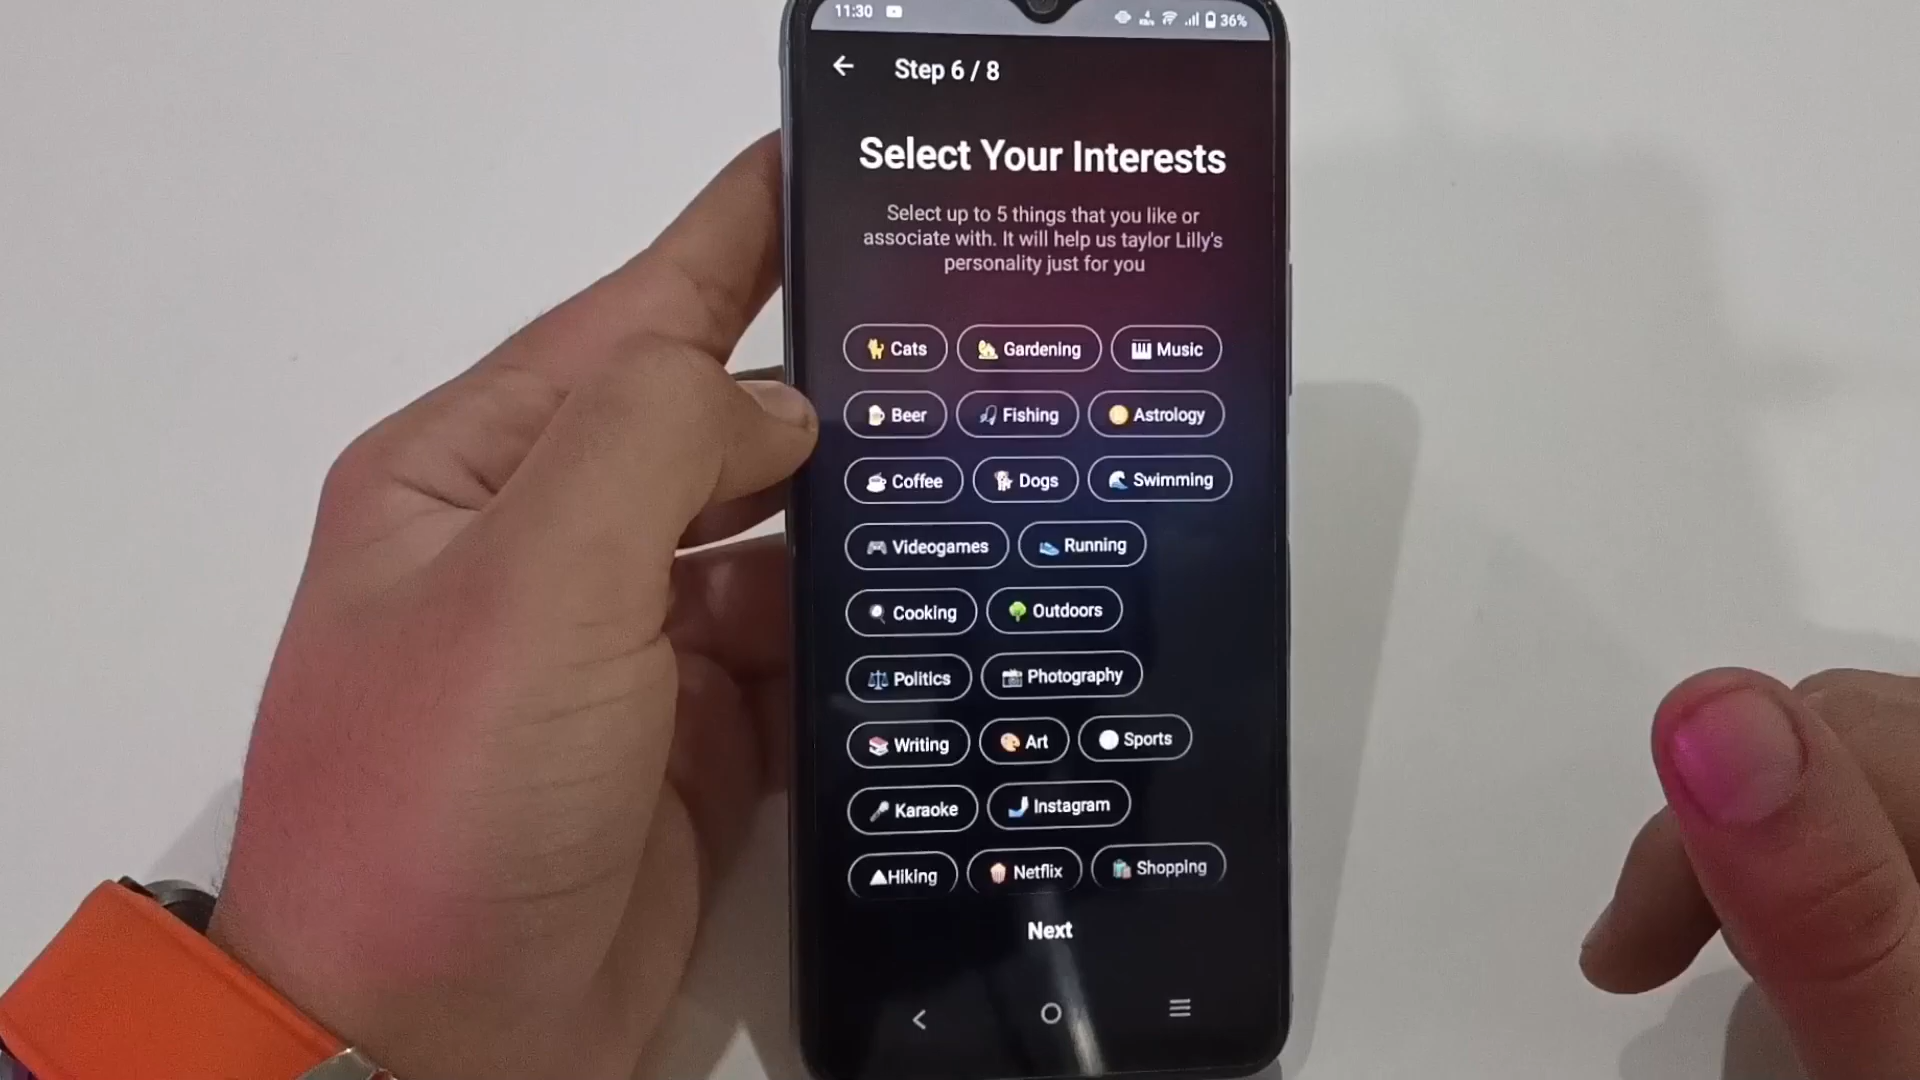 11:30 36%
Step 6 / 8
Select Your Interests
Select up to 5 things that you like or
associate with. It will help us taylor Lilly's
personality just for you
Cats Gardening Music
Beer Fishing Astrology
Coffee Dogs Swimming
Videogames Running
Cooking Outdoors
Politics Photography
Writing Art Sports
Karaoke Instagram
Hiking Netflix Shopping
Next